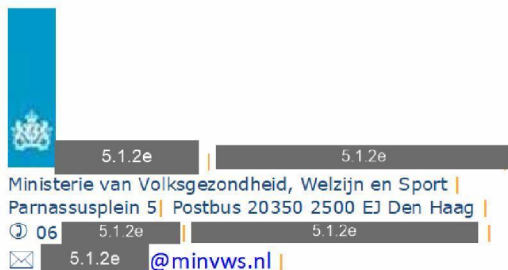 5.1.2e | 5.1.2e
Ministerie van Volksgezondheid, Welzijn en Sport |
Parnassusplein 5| Postbus 20350 2500 EJ Den Haag |
✆ 06 5.1.2e | 5.1.2e |
✉ 5.1.2e @minvws.nl |